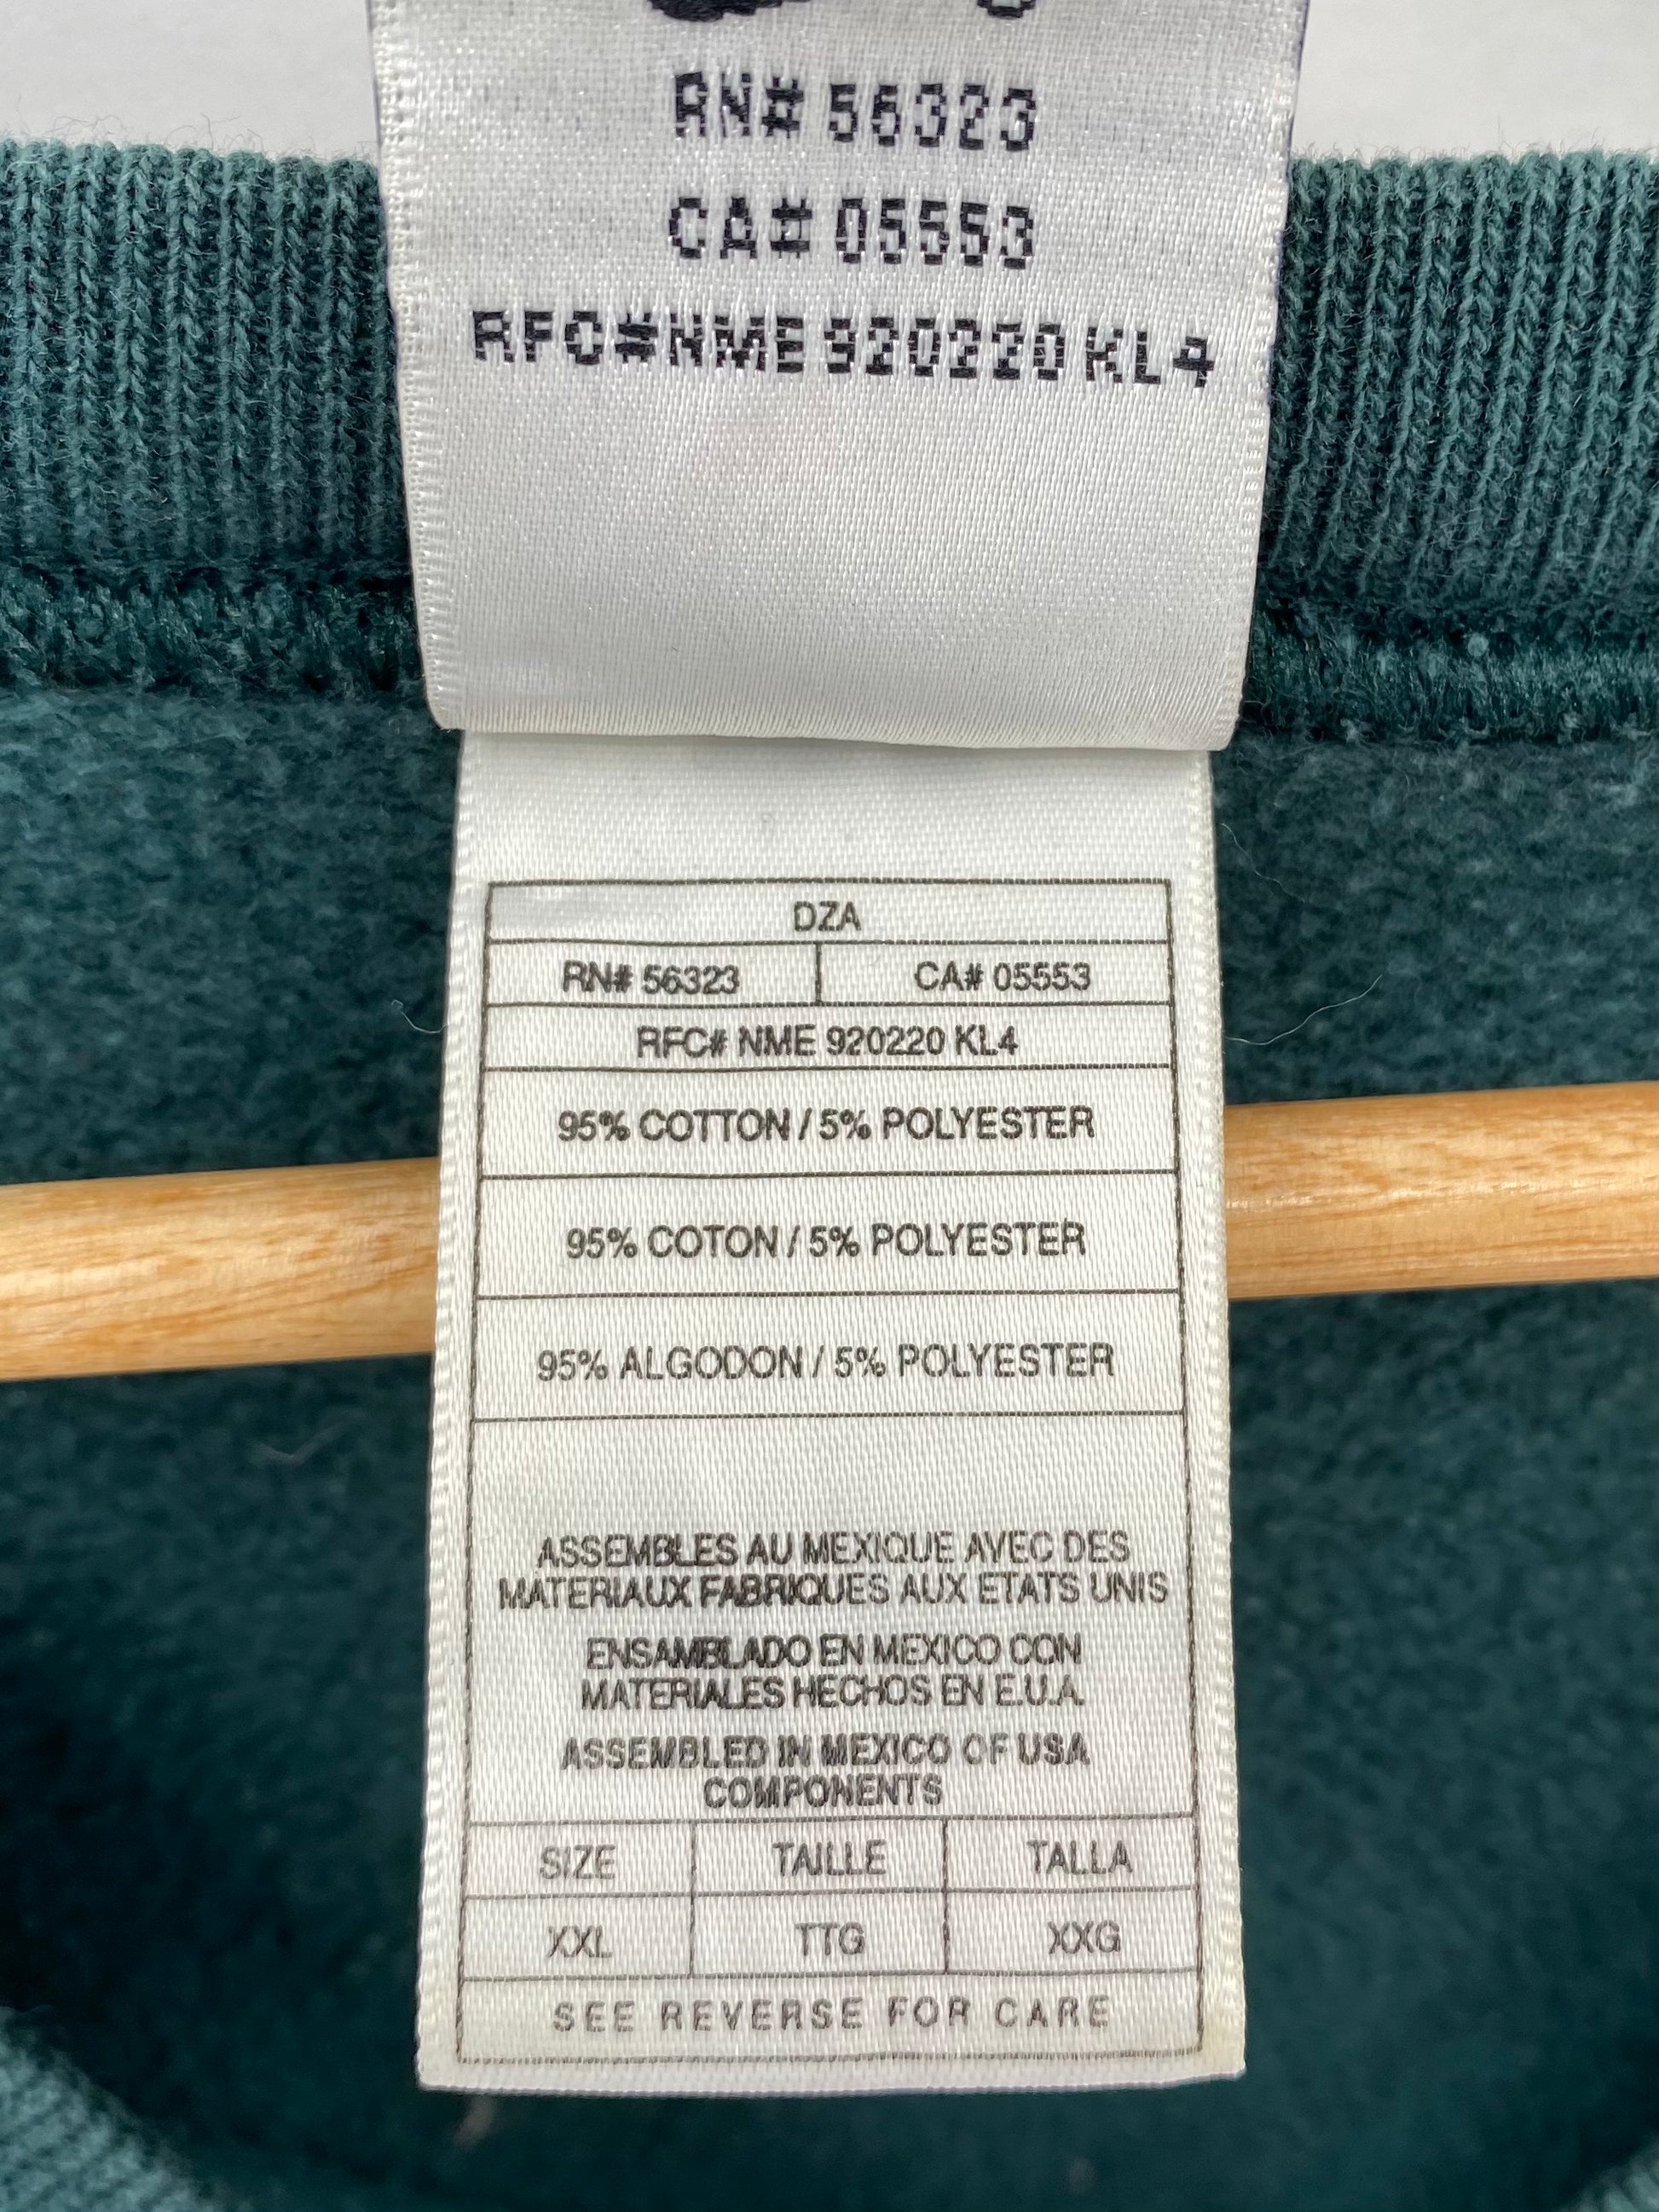 RN# 56323
CA# 05553
RFC#NME 920220 KL4
DZA
RN# 56323 CA# 05553
RFC# NME 920220 KL4
95% COTTON / 5% POLYESTER
95% COTON / 5% POLYESTER
95% ALGODON / 5% POLYESTER
ASSEMBLES AU MEXIQUE AVEC DES
MATERIAUX FABRIQUES AUX ETATS UNIS
ENSAMBLADO EN MEXICO CON
MATERIALES HECHOS EN E.U.A.
ASSEMBLED IN MEXICO OF USA
COMPONENTS
SIZE TAILLE TALLA
XXL TTG XXG
SEE REVERSE FOR CARE